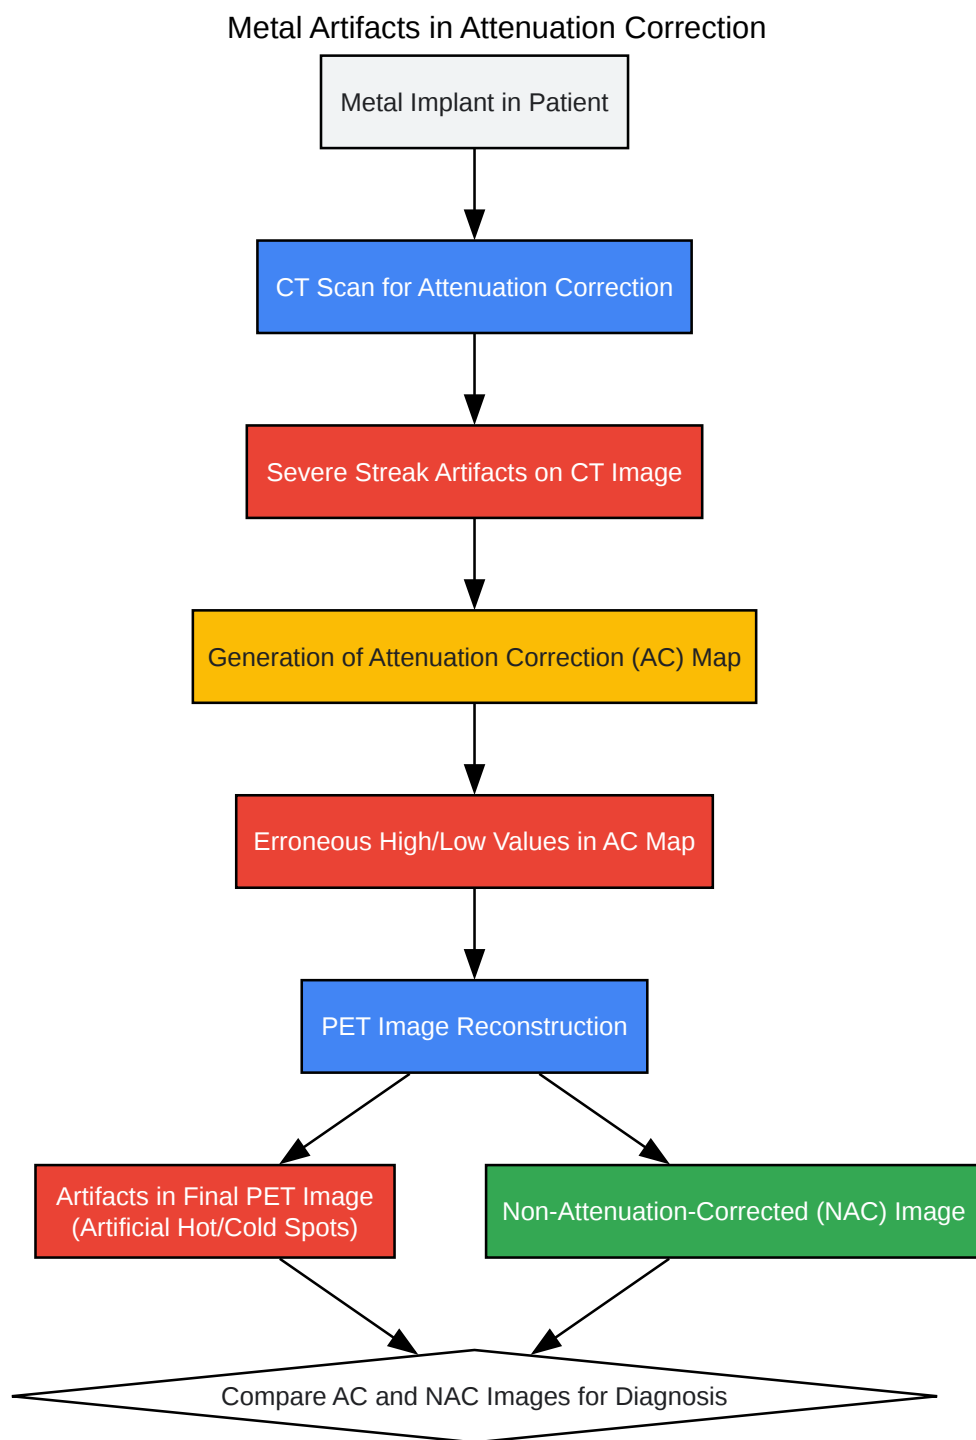 Metal Artifacts in Attenuation Correction
Metal Implant in Patient
CT Scan for Attenuation Correction
Severe Streak Artifacts on CT Image
Generation of Attenuation Correction (AC) Map
Erroneous High/Low Values in AC Map
PET Image Reconstruction
Artifacts in Final PET Image
(Artificial Hot/Cold Spots)
Non-Attenuation-Corrected (NAC) Image
Compare AC and NAC Images for Diagnosis